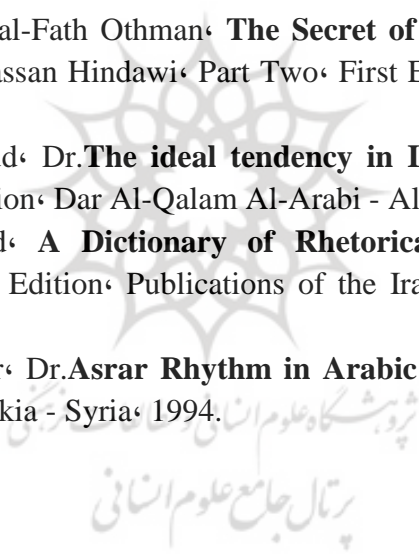 al-Fath Othman، The Secret of
assan Hindawi، Part Two، First E
d، Dr.The ideal tendency in I
ion، Dar Al-Qalam Al-Arabi - Al
d، A Dictionary of Rhetorica
Edition، Publications of the Ira
r، Dr.Asrar Rhythm in Arabic
kia - Syria، 1994.
پژوهشگاه علوم انسانی و مطالعات فرهنگی
پرتال جامع علوم انسانی